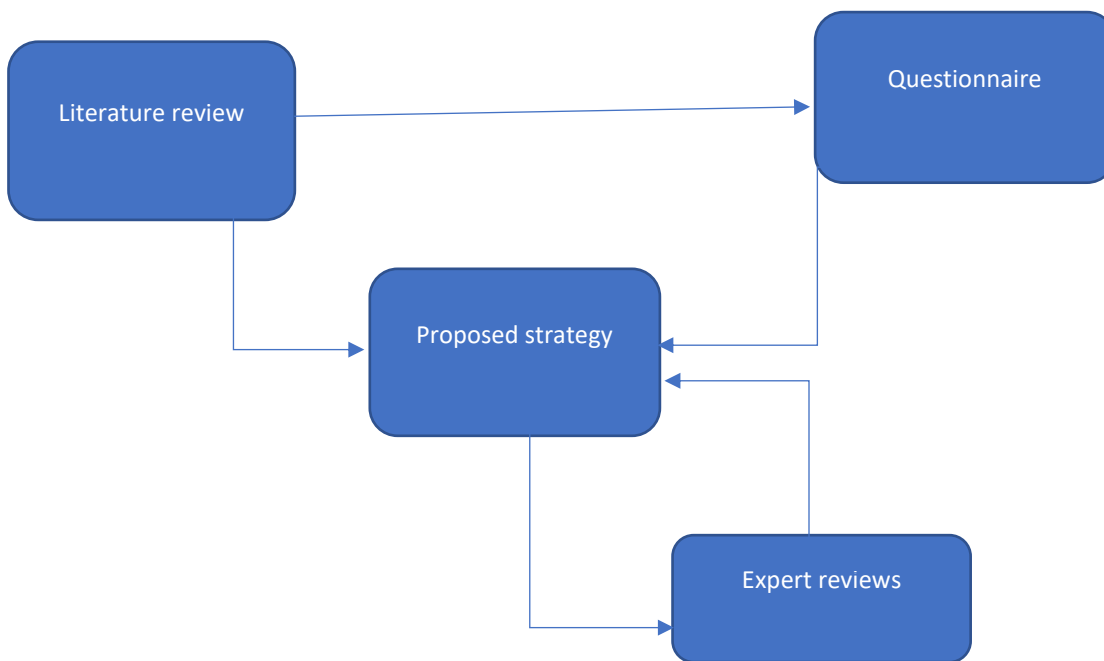 Questionnaire
Literature review
Proposed strategy
Expert reviews